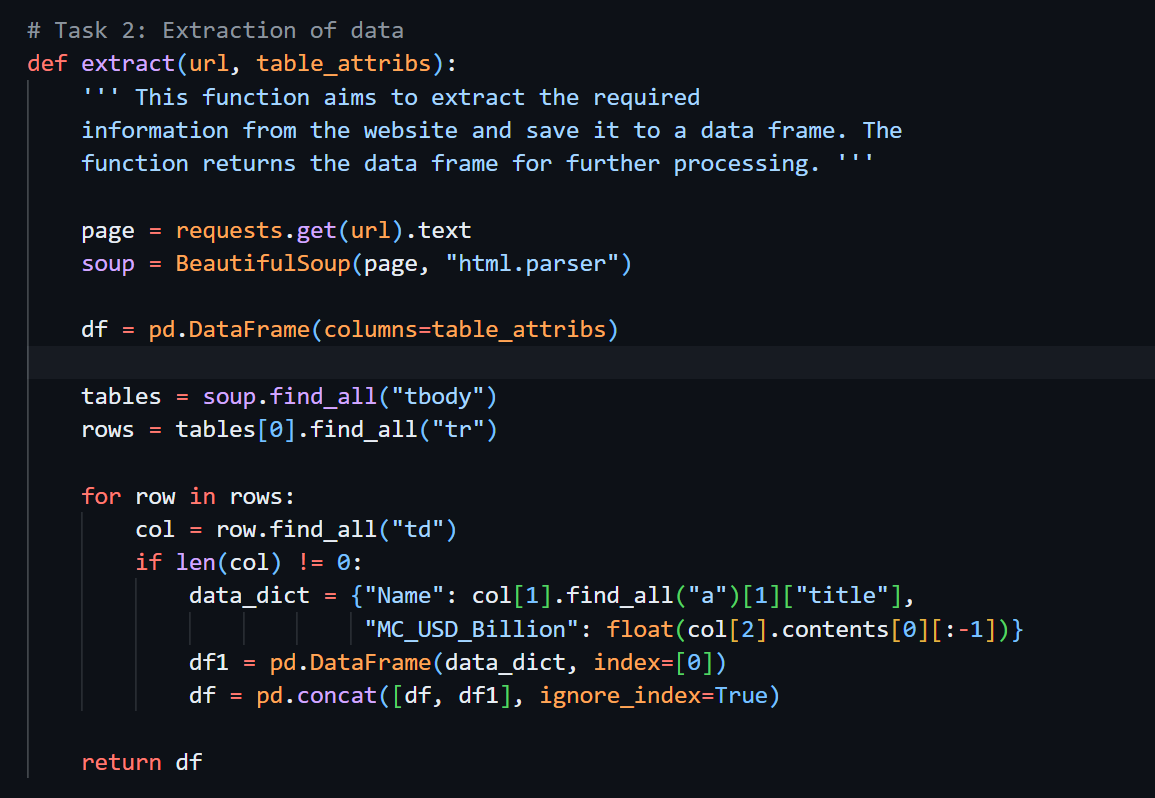 # Task 2: Extraction of data
def extract(url, table_attribs):
    ''' This function aims to extract the required
    information from the website and save it to a data frame. The
    function returns the data frame for further processing. '''

    page = requests.get(url).text
    soup = BeautifulSoup(page, "html.parser")

    df = pd.DataFrame(columns=table_attribs)

    tables = soup.find_all("tbody")
    rows = tables[0].find_all("tr")

    for row in rows:
        col = row.find_all("td")
        if len(col) != 0:
            data_dict = {"Name": col[1].find_all("a")[1]["title"],
                         "MC_USD_Billion": float(col[2].contents[0][:-1])}
            df1 = pd.DataFrame(data_dict, index=[0])
            df = pd.concat([df, df1], ignore_index=True)

    return df